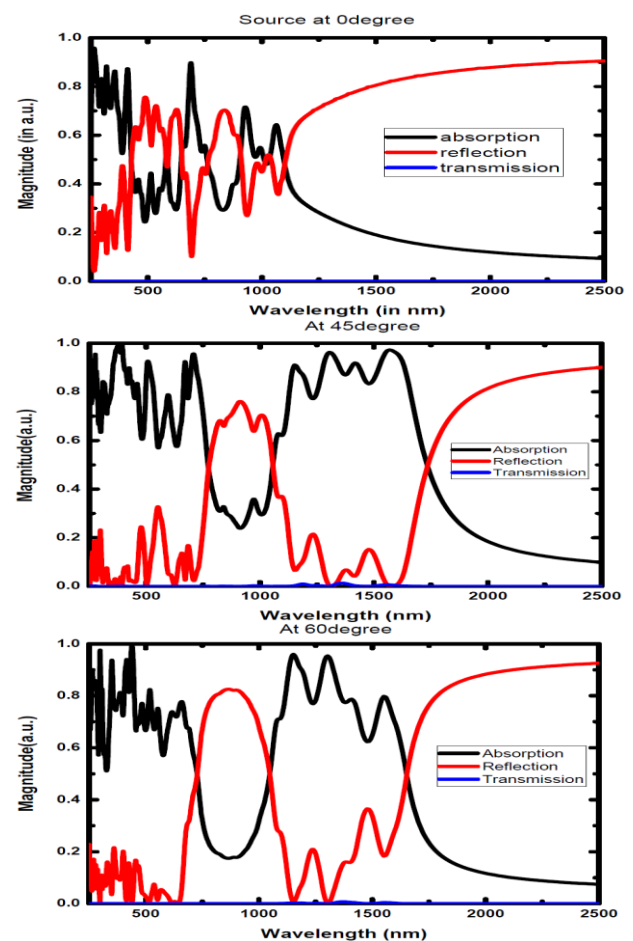 Source at 0degree
1.0
0.8
0.6
0.4
0.2
0.0
Magnitude (in a.u.)
absorption
reflection
transmission
500 1000 1500 2000 2500
Wavelength (in nm)
At 45degree
1.0
0.8
0.6
0.4
0.2
0.0
Magnitude(a.u.)
Absorption
Reflection
Transmission
500 1000 1500 2000 2500
Wavelength (nm)
At 60degree
1.0
0.8
0.6
0.4
0.2
0.0
Magnitude(a.u.)
Absorption
Reflection
Transmission
500 1000 1500 2000 2500
Wavelength (nm)